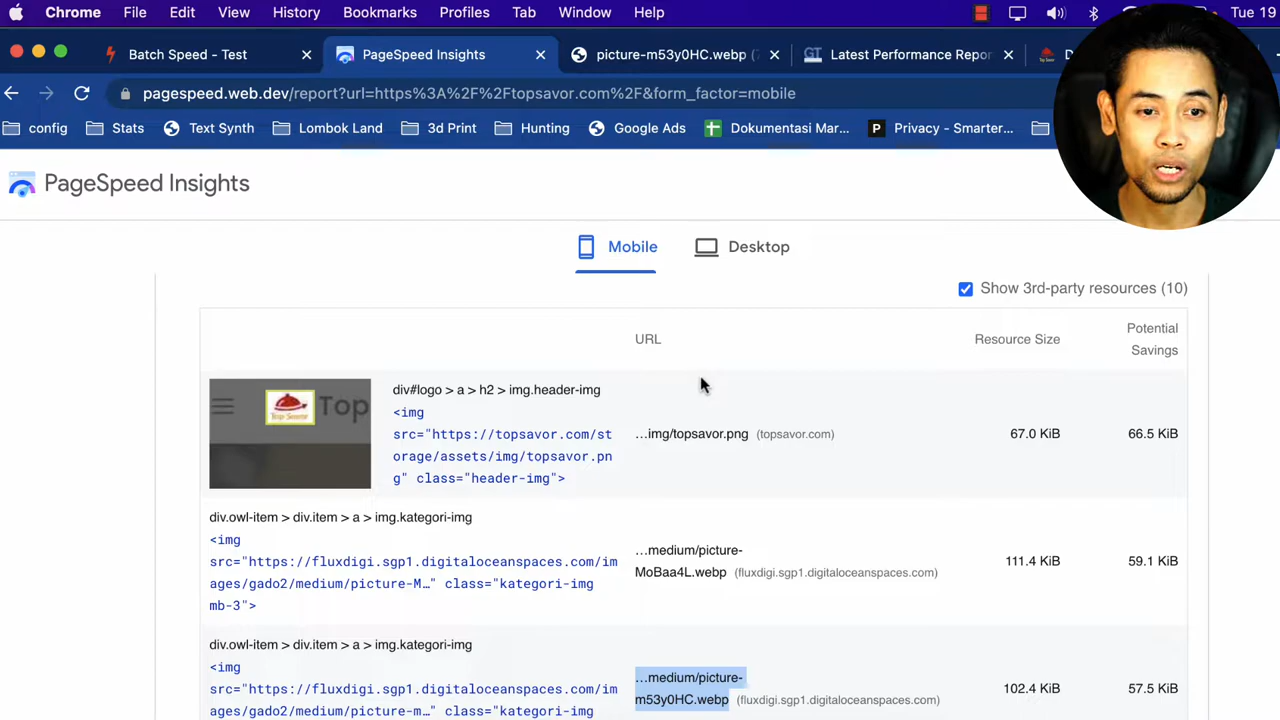 Chrome File Edit View History Bookmarks Profiles Tab Window Help Tue 19
Batch Speed - Test
PageSpeed Insights
picture-m53y0HC.webp (7
GT Latest Performance Repor
D
pagespeed.web.dev/report?url=https%3A%2F%2Ftopsavor.com%2F&form_factor=mobile
config Stats Text Synth Lombok Land 3d Print Hunting Google Ads Dokumentasi Mar... P Privacy - Smarter...
PageSpeed Insights
Mobile Desktop
Show 3rd-party resources (10)
URL Resource Size Potential
Savings
Top
div#logo > a > h2 > img.header-img
<img
src="https://topsavor.com/st
orage/assets/img/topsavor.pn
g" class="header-img">
…img/topsavor.png (topsavor.com) 67.0 KiB 66.5 KiB
div.owl-item > div.item > a > img.kategori-img
<img
src="https://fluxdigi.sgp1.digitaloceanspaces.com/im
ages/gado2/medium/picture-M…" class="kategori-img
mb-3">
…medium/picture-
MoBaa4L.webp (fluxdigi.sgp1.digitaloceanspaces.com) 111.4 KiB 59.1 KiB
div.owl-item > div.item > a > img.kategori-img
<img
src="https://fluxdigi.sgp1.digitaloceanspaces.com/im
ages/gado2/medium/picture-m…" class="kategori-img
…medium/picture-
m53y0HC.webp (fluxdigi.sgp1.digitaloceanspaces.com) 102.4 KiB 57.5 KiB